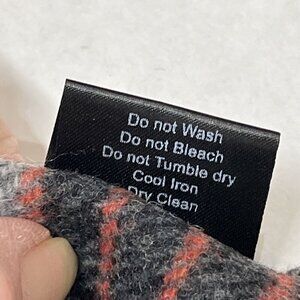 Do not Wash
Do not Bleach
Do not Tumble dry
Cool Iron
Dry Clean